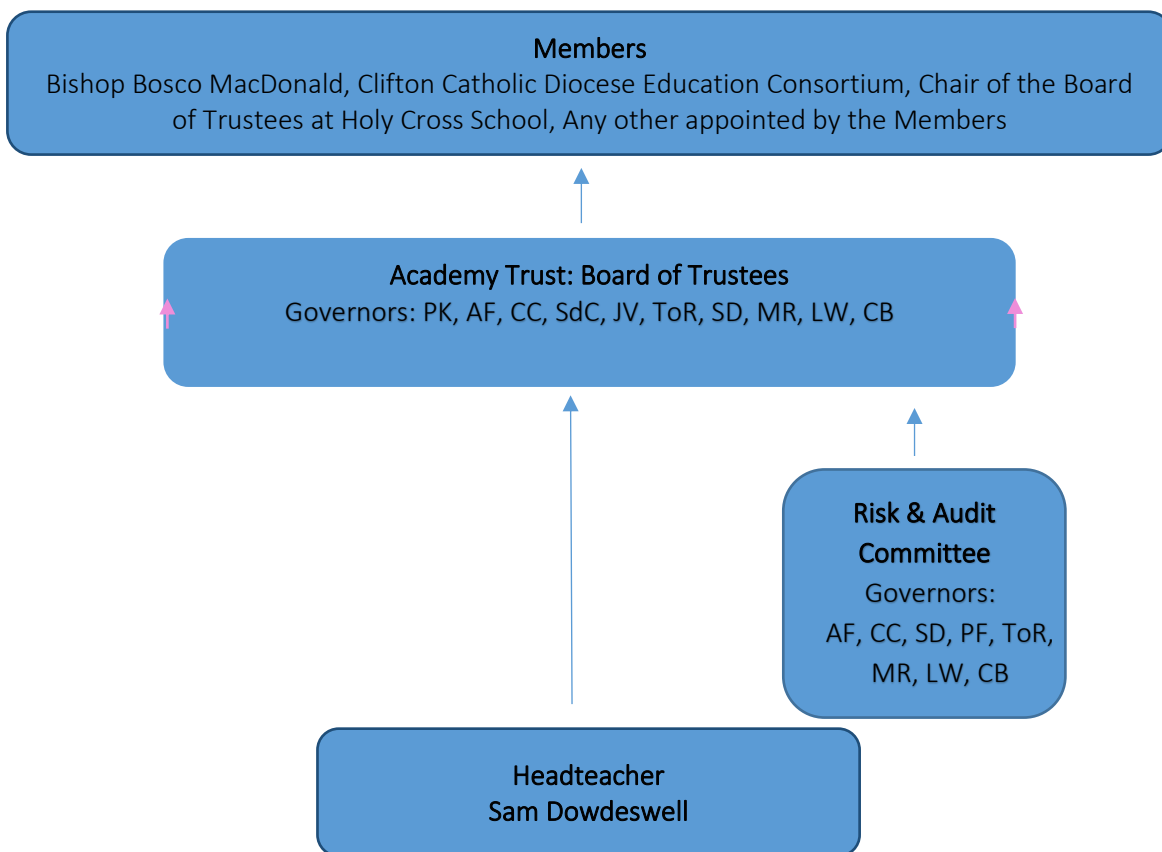 Members
Bishop Bosco MacDonald, Clifton Catholic Diocese Education Consortium, Chair of the Board
of Trustees at Holy Cross School, Any other appointed by the Members
Academy Trust: Board of Trustees
Governors: PK, AF, CC, SdC, JV, ToR, SD, MR, LW, CB
Risk & Audit
Committee
Governors:
AF, CC, SD, PF, ToR,
MR, LW, CB
Headteacher
Sam Dowdeswell